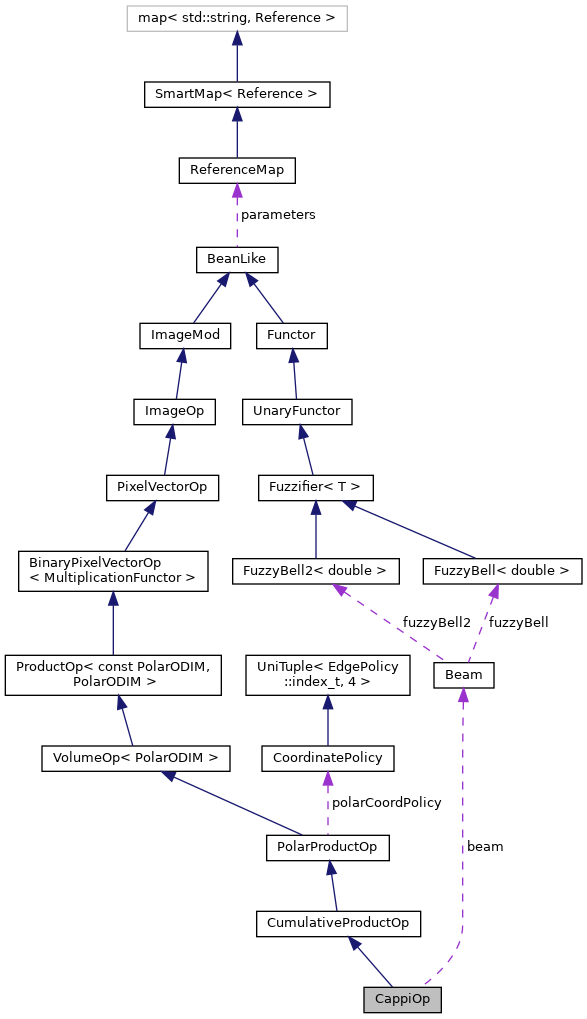 map< std::string, Reference >
SmartMap< Reference >
ReferenceMap
parameters
BeanLike
ImageMod
Functor
ImageOp
UnaryFunctor
PixelVectorOp
Fuzzifier< T >
BinaryPixelVectorOp
< MultiplicationFunctor >
FuzzyBell2< double >
FuzzyBell< double >
fuzzyBell2
fuzzyBell
ProductOp< const PolarODIM,
PolarODIM >
UniTuple< EdgePolicy
::index_t, 4 >
Beam
VolumeOp< PolarODIM >
CoordinatePolicy
polarCoordPolicy
PolarProductOp
beam
CumulativeProductOp
CappiOp